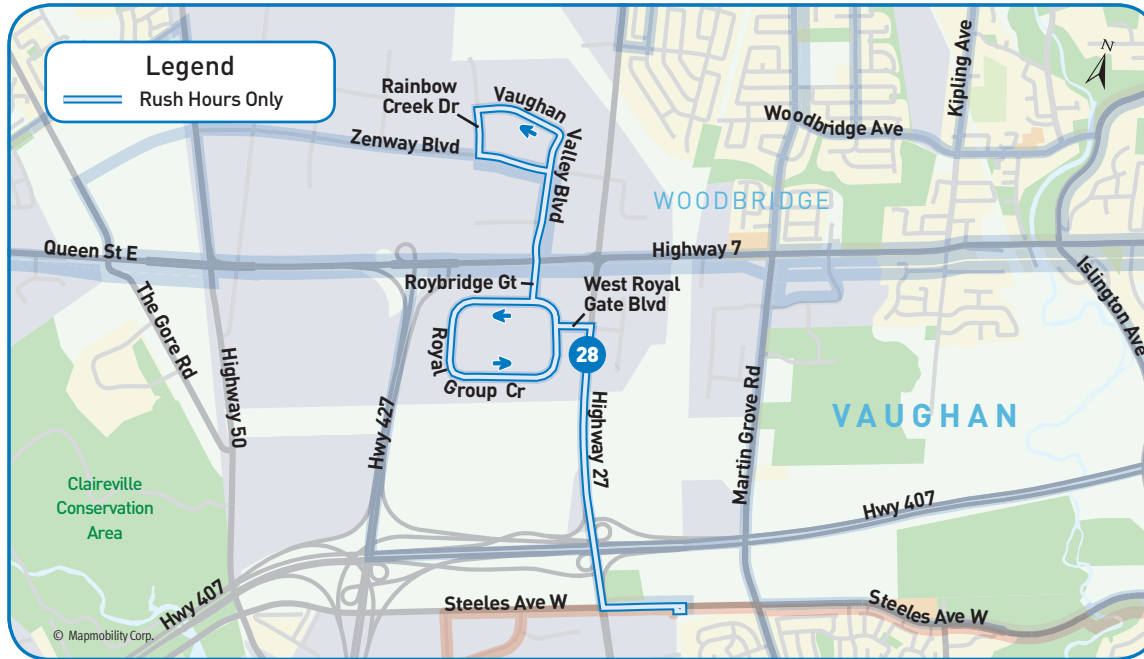 Legend
Rush Hours Only
N
Kipling Ave
Rainbow
Creek Dr
Vaughan
Valley Blvd
Zenway Blvd
Woodbridge Ave
WOODBRIDGE
Queen St E
Highway 7
Roybridge Gt
West Royal
Gate Blvd
Islington Ave
The Gore Rd
Highway 50
Royal
Group Cr
28
Hwy 427
Highway 27
Martin Grove Rd
VAUGHAN
Claireville
Conservation
Area
Hwy 407
Hwy 407
Steeles Ave W
Steeles Ave W
© Mapmobility Corp.